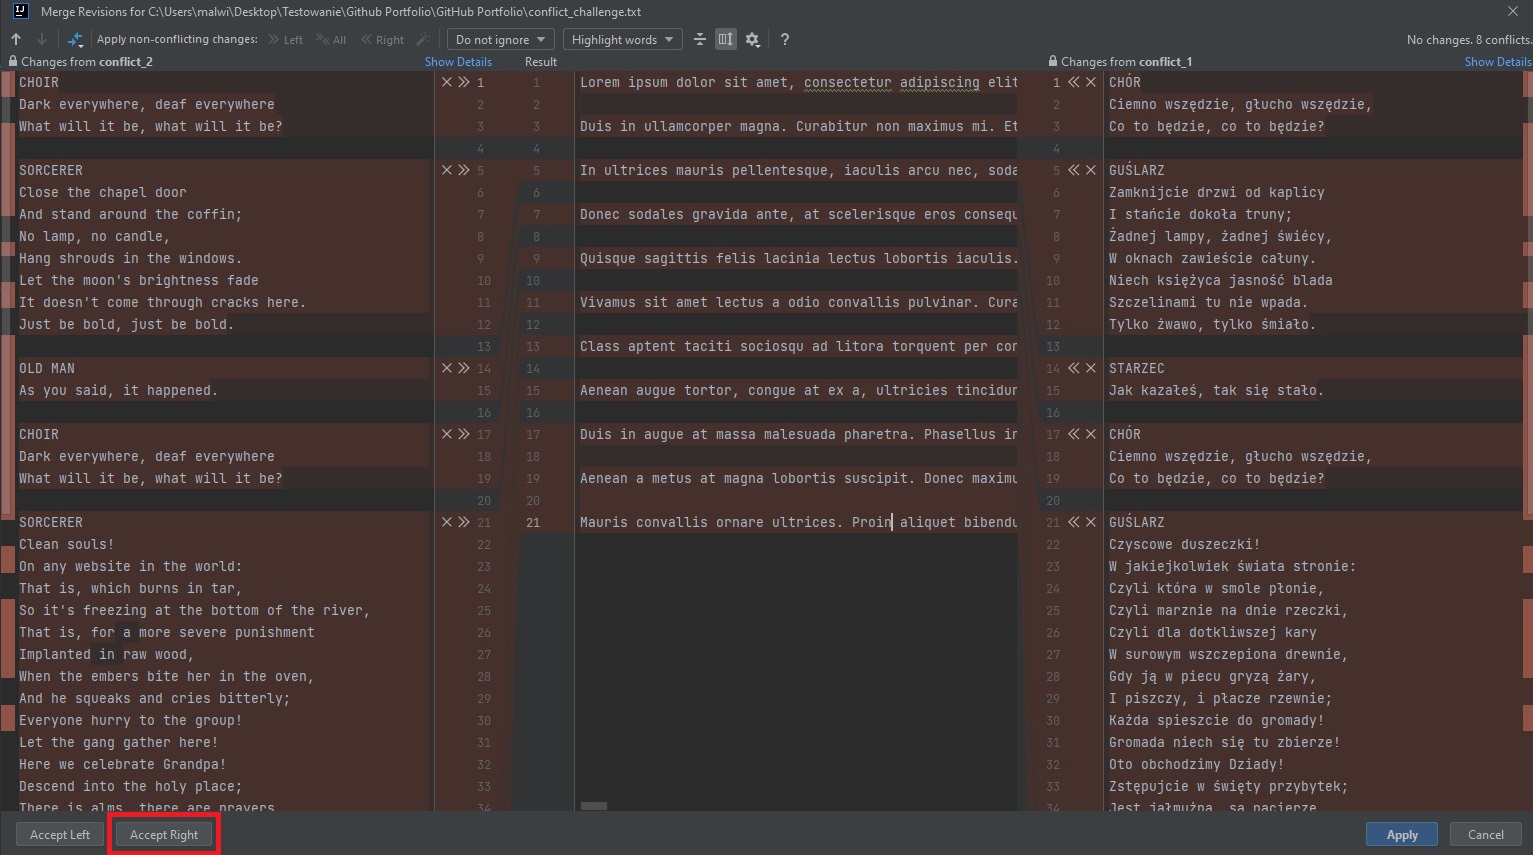 IJ Merge Revisions for C:\Users\malwi\Desktop\Testowanie\Github Portfolio\GitHub Portfolio\conflict_challenge.txt
Apply non-conflicting changes: Left All Right Do not ignore Highlight words ? No changes. 8 conflicts.
Changes from conflict_2 Show Details Result Changes from conflict_1 Show Details
CHOIR 1 1 Lorem ipsum dolor sit amet, consectetur adipiscing elit 1 CHÓR
Dark everywhere, deaf everywhere 2 2 2 Ciemno wszędzie, głucho wszędzie,
What will it be, what will it be? 3 3 Duis in ullamcorper magna. Curabitur non maximus mi. Et 3 Co to będzie, co to będzie?
4 4 4
SORCERER 5 5 In ultrices mauris pellentesque, iaculis arcu nec, soda 5 GUŚLARZ
Close the chapel door 6 6 6 Zamknijcie drzwi od kaplicy
And stand around the coffin; 7 7 Donec sodales gravida ante, at scelerisque eros consequ 7 I stańcie dokoła truny;
No lamp, no candle, 8 8 8 Żadnej lampy, żadnej świécy,
Hang shrouds in the windows. 9 9 Quisque sagittis felis lacinia lectus lobortis iaculis. 9 W oknach zawieście całuny.
Let the moon's brightness fade 10 10 10 Niech księżyca jasność blada
It doesn't come through cracks here. 11 11 Vivamus sit amet lectus a odio convallis pulvinar. Cura 11 Szczelinami tu nie wpada.
Just be bold, just be bold. 12 12 12 Tylko żwawo, tylko śmiało.
13 13 Class aptent taciti sociosqu ad litora torquent per con 13
OLD MAN 14 14 14 STARZEC
As you said, it happened. 15 15 Aenean augue tortor, congue at ex a, ultricies tincidun 15 Jak kazałeś, tak się stało.
16 16 16
CHOIR 17 17 Duis in augue at massa malesuada pharetra. Phasellus in 17 CHÓR
Dark everywhere, deaf everywhere 18 18 18 Ciemno wszędzie, głucho wszędzie,
What will it be, what will it be? 19 19 Aenean a metus at magna lobortis suscipit. Donec maximu 19 Co to będzie, co to będzie?
20 20 20
SORCERER 21 21 Mauris convallis ornare ultrices. Proin aliquet bibendu 21 GUŚLARZ
Clean souls! 22 22 Czyscowe duszeczki!
On any website in the world: 23 23 W jakiejkolwiek świata stronie:
That is, which burns in tar, 24 24 Czyli która w smole płonie,
So it's freezing at the bottom of the river, 25 25 Czyli marznie na dnie rzeczki,
That is, for a more severe punishment 26 26 Czyli dla dotkliwszej kary
Implanted in raw wood, 27 27 W surowym wszczepiona drewnie,
When the embers bite her in the oven, 28 28 Gdy ją w piecu gryzą żary,
And he squeaks and cries bitterly; 29 29 I piszczy, i płacze rzewnie;
Everyone hurry to the group! 30 30 Każda spieszcie do gromady!
Let the gang gather here! 31 31 Gromada niech się tu zbierze!
Here we celebrate Grandpa! 32 32 Oto obchodzimy Dziady!
Descend into the holy place; 33 33 Zstępujcie w święty przybytek;
There is alms, there are prayers 34 34 Jest jałmużna, są pacierze
Accept Left Accept Right Apply Cancel